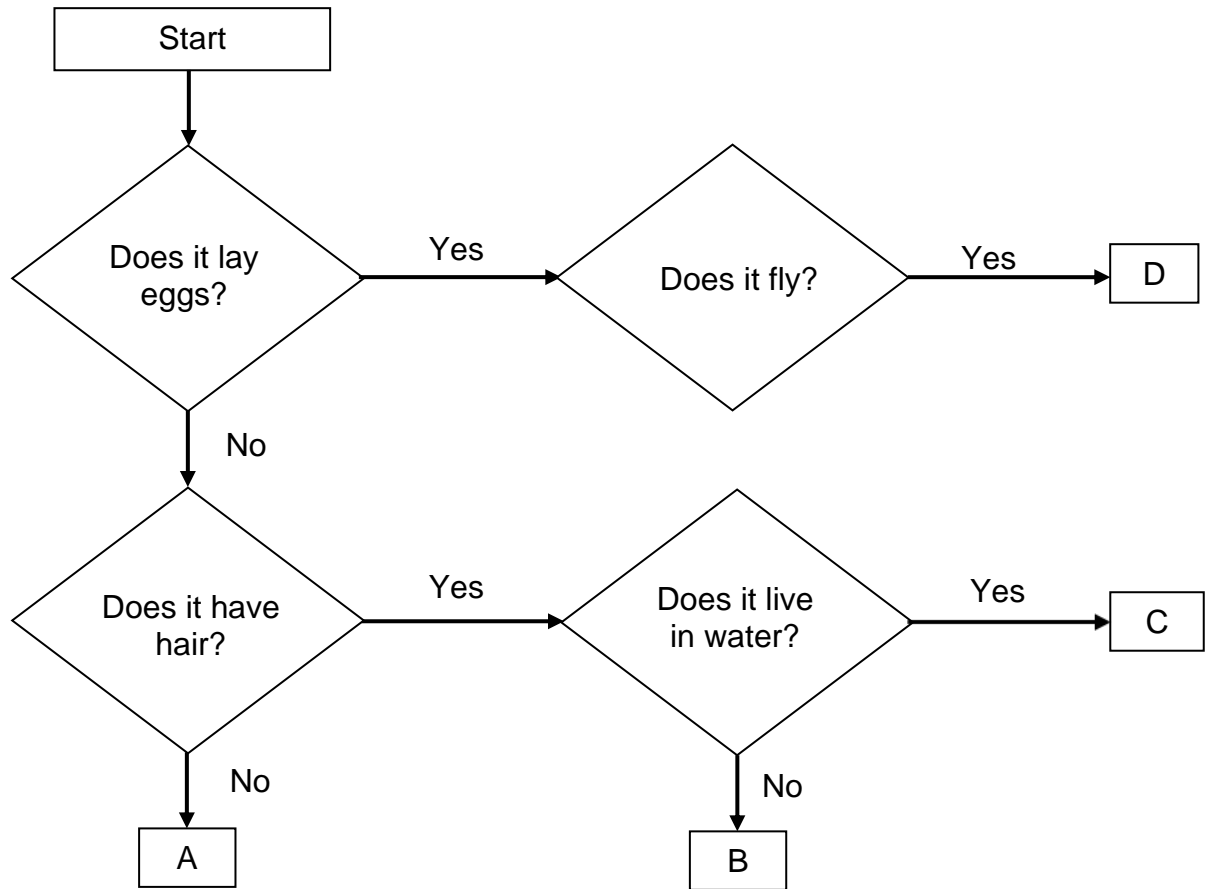 Start
Does it lay
eggs?
Yes
Does it fly?
Yes
D
No
Does it have
hair?
Yes
Does it live
in water?
Yes
C
No
A
No
B